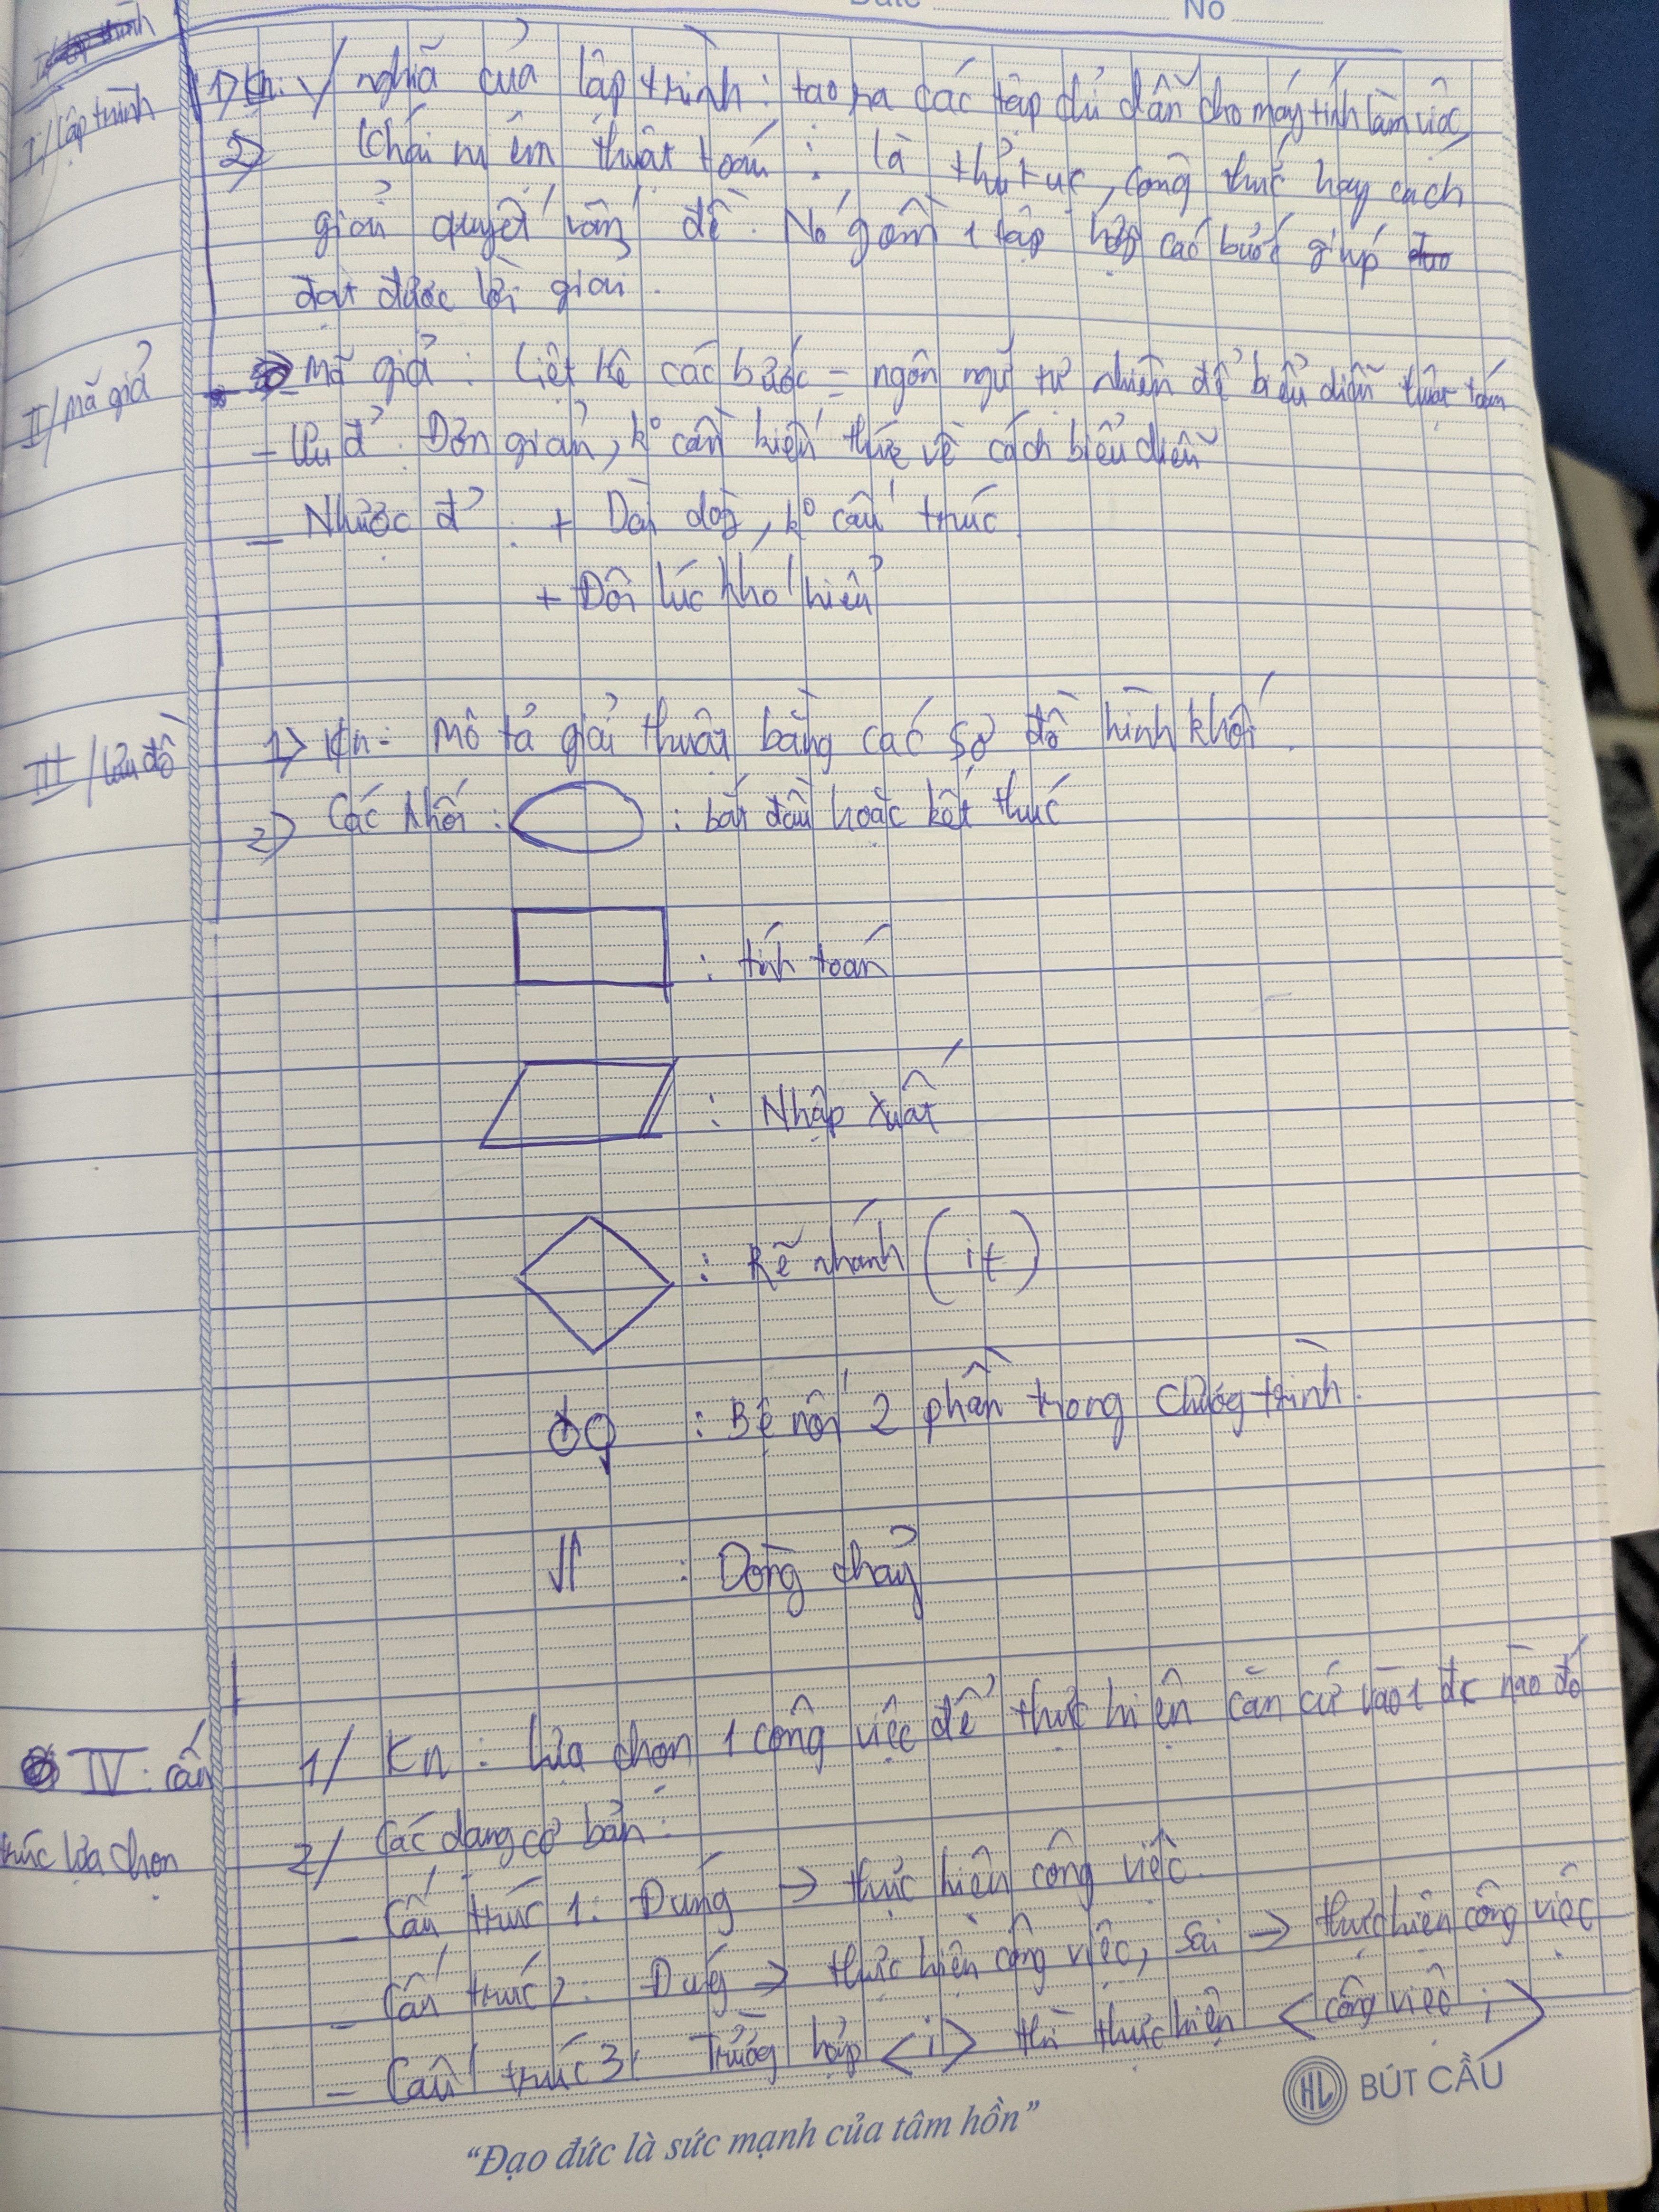 Date No
I/ Lập trình
1) Kn: Ý nghĩa của lập trình: tạo ra các tập chỉ dẫn cho máy tính làm việc
2) Khái niệm thuật toán: là thủ tục, công thức hay cách
giải quyết vấn đề. Nó gồm 1 tập hợp các bước giúp
đạt được lời giải.
II/ Mã giả
Mã giả: Liệt kê các bước = ngôn ngữ tự nhiên để biểu diễn thuật toán
- Ưu đ': Đơn giản, k° cần kiến thức về cách biểu diễn
- Nhược đ': + Dài dòng, k° cấu trúc
+ Đôi lúc khó hiểu
III/ Lưu đồ
1) Kn: Mô tả giải thuật bằng các sơ đồ hình khối.
2) Các khối: : bắt đầu hoặc kết thúc
: tính toán
: Nhập xuất
: Rẽ nhánh (if)
: Bộ nối 2 phần trong chương trình.
: Dòng chảy
IV: Cấu
trúc lựa chọn
1/ Kn: Lựa chọn 1 công việc để thực hiện căn cứ vào 1 đk nào đó
2/ Các dạng cơ bản:
- Cấu trúc 1: Đúng → thực hiện công việc.
- Cấu trúc 2: Đúng → thực hiện công việc, sai → thực hiện công việc
- Cấu trúc 3: Trường hợp <i> thì thực hiện <công việc i>
HL BÚT CẦU
“Đạo đức là sức mạnh của tâm hồn”